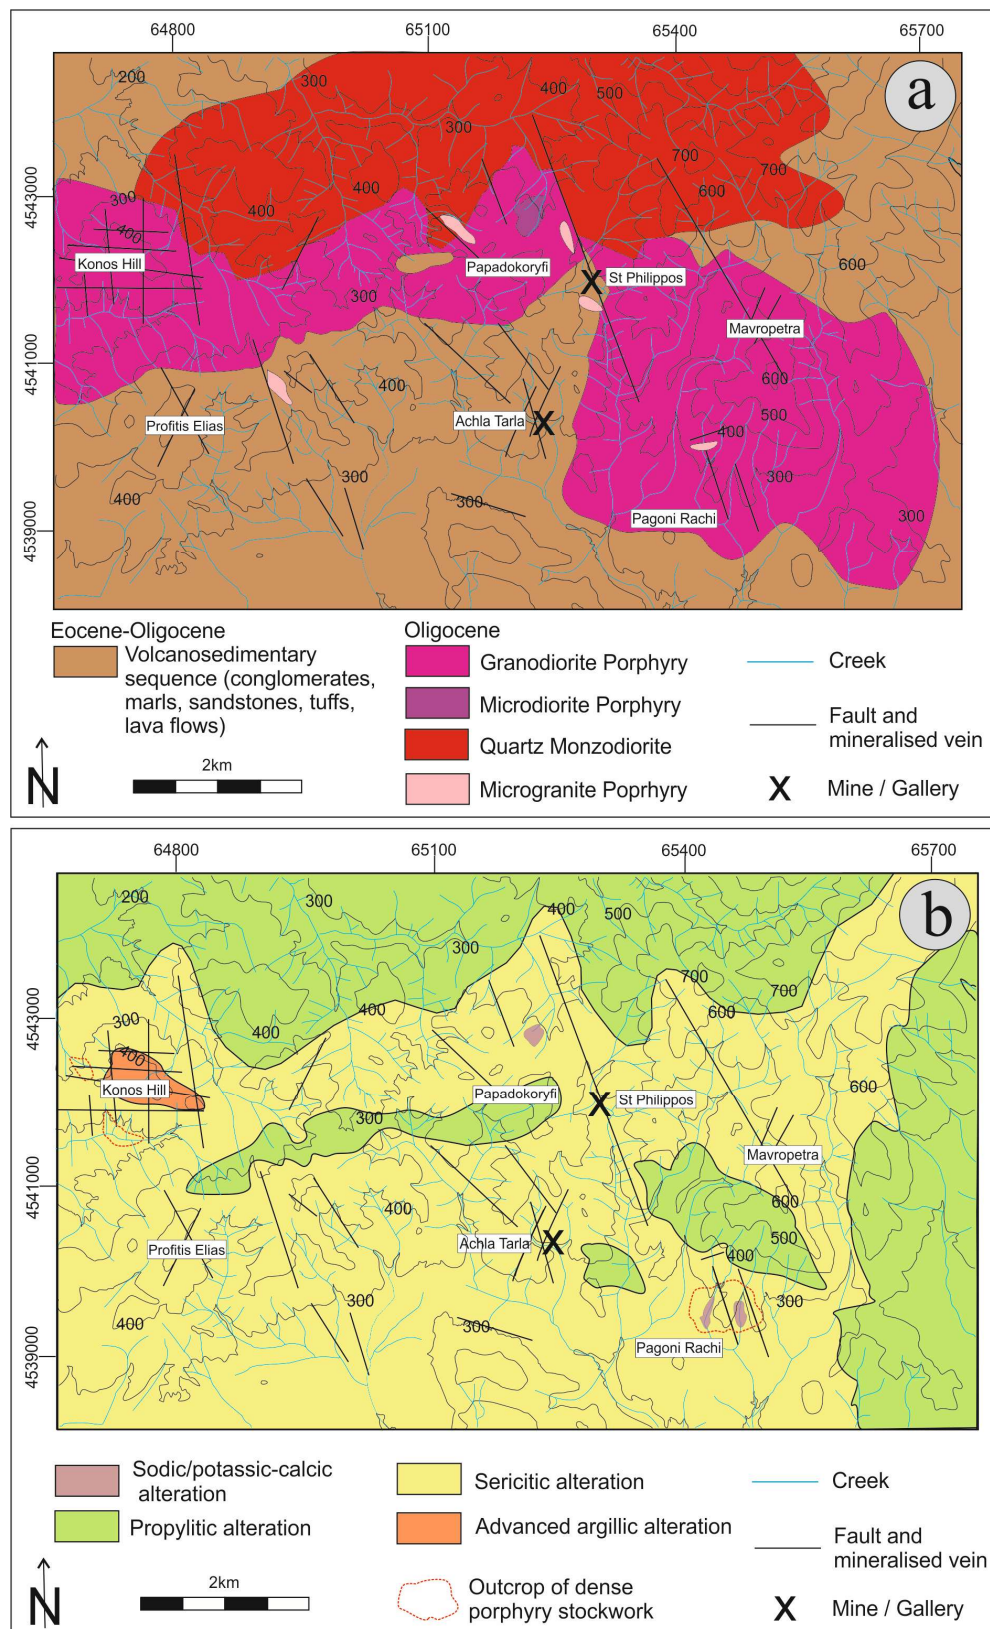 64800 65100 65400 65700
a
200
300
400
500
300
700
700
600
4543000
300
400
400
400
Konos Hill
Papadokoryfi
St Philippos
600
300
Mavropetra
4541000
400
600
Profitis Elias
Achla Tarla
500
400
300
300
400
300
Pagoni Rachi
300
4539000
Eocene-Oligocene
Volcanosedimentary
sequence (conglomerates,
marls, sandstones, tuffs,
lava flows)
Oligocene
Granodiorite Porphyry
Microdiorite Porphyry
Quartz Monzodiorite
Microgranite Poprhyry
Creek
Fault and
mineralised vein
X Mine / Gallery
N
2km
64800 65100 65400 65700
b
200
300
400
500
300
700
700
600
4543000
300
400
400
400
Konos Hill
Papadokoryfi
St Philippos
600
300
Mavropetra
4541000
400
600
Profitis Elias
Achla Tarla
500
400
300
300
400
300
Pagoni Rachi
4539000
Sodic/potassic-calcic
alteration
Propylitic alteration
Sericitic alteration
Advanced argillic alteration
Outcrop of dense
porphyry stockwork
Creek
Fault and
mineralised vein
X Mine / Gallery
N
2km